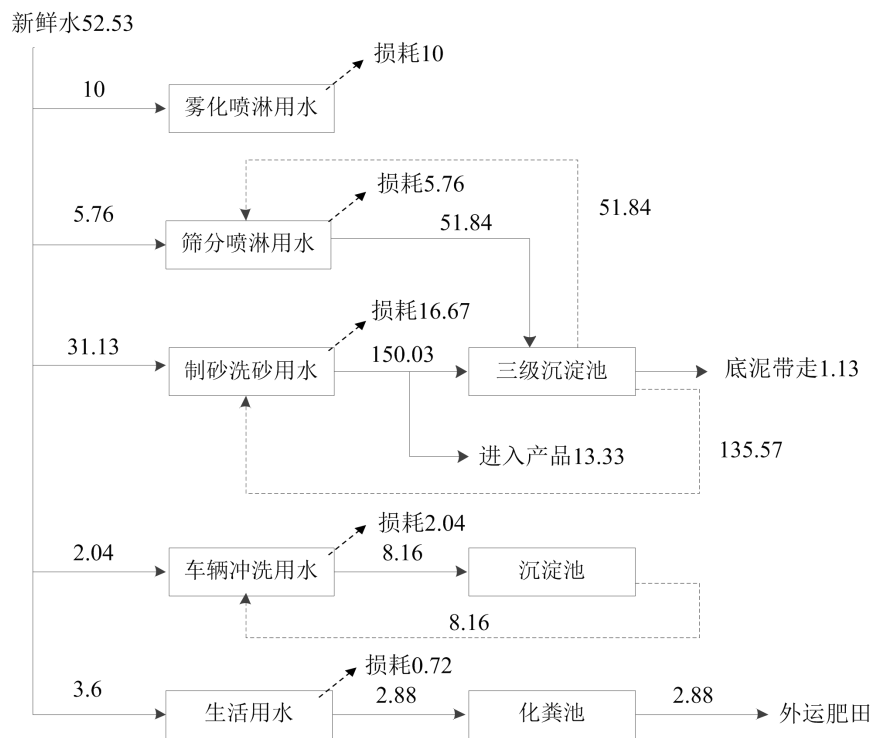 新鲜水52.53
损耗10
10
雾化喷淋用水
损耗5.76
5.76
51.84
51.84
筛分喷淋用水
损耗16.67
31.13
150.03
制砂洗砂用水
三级沉淀池
底泥带走1.13
进入产品13.33
135.57
损耗2.04
2.04
8.16
车辆冲洗用水
沉淀池
8.16
损耗0.72
3.6
2.88
2.88
生活用水
化粪池
外运肥田